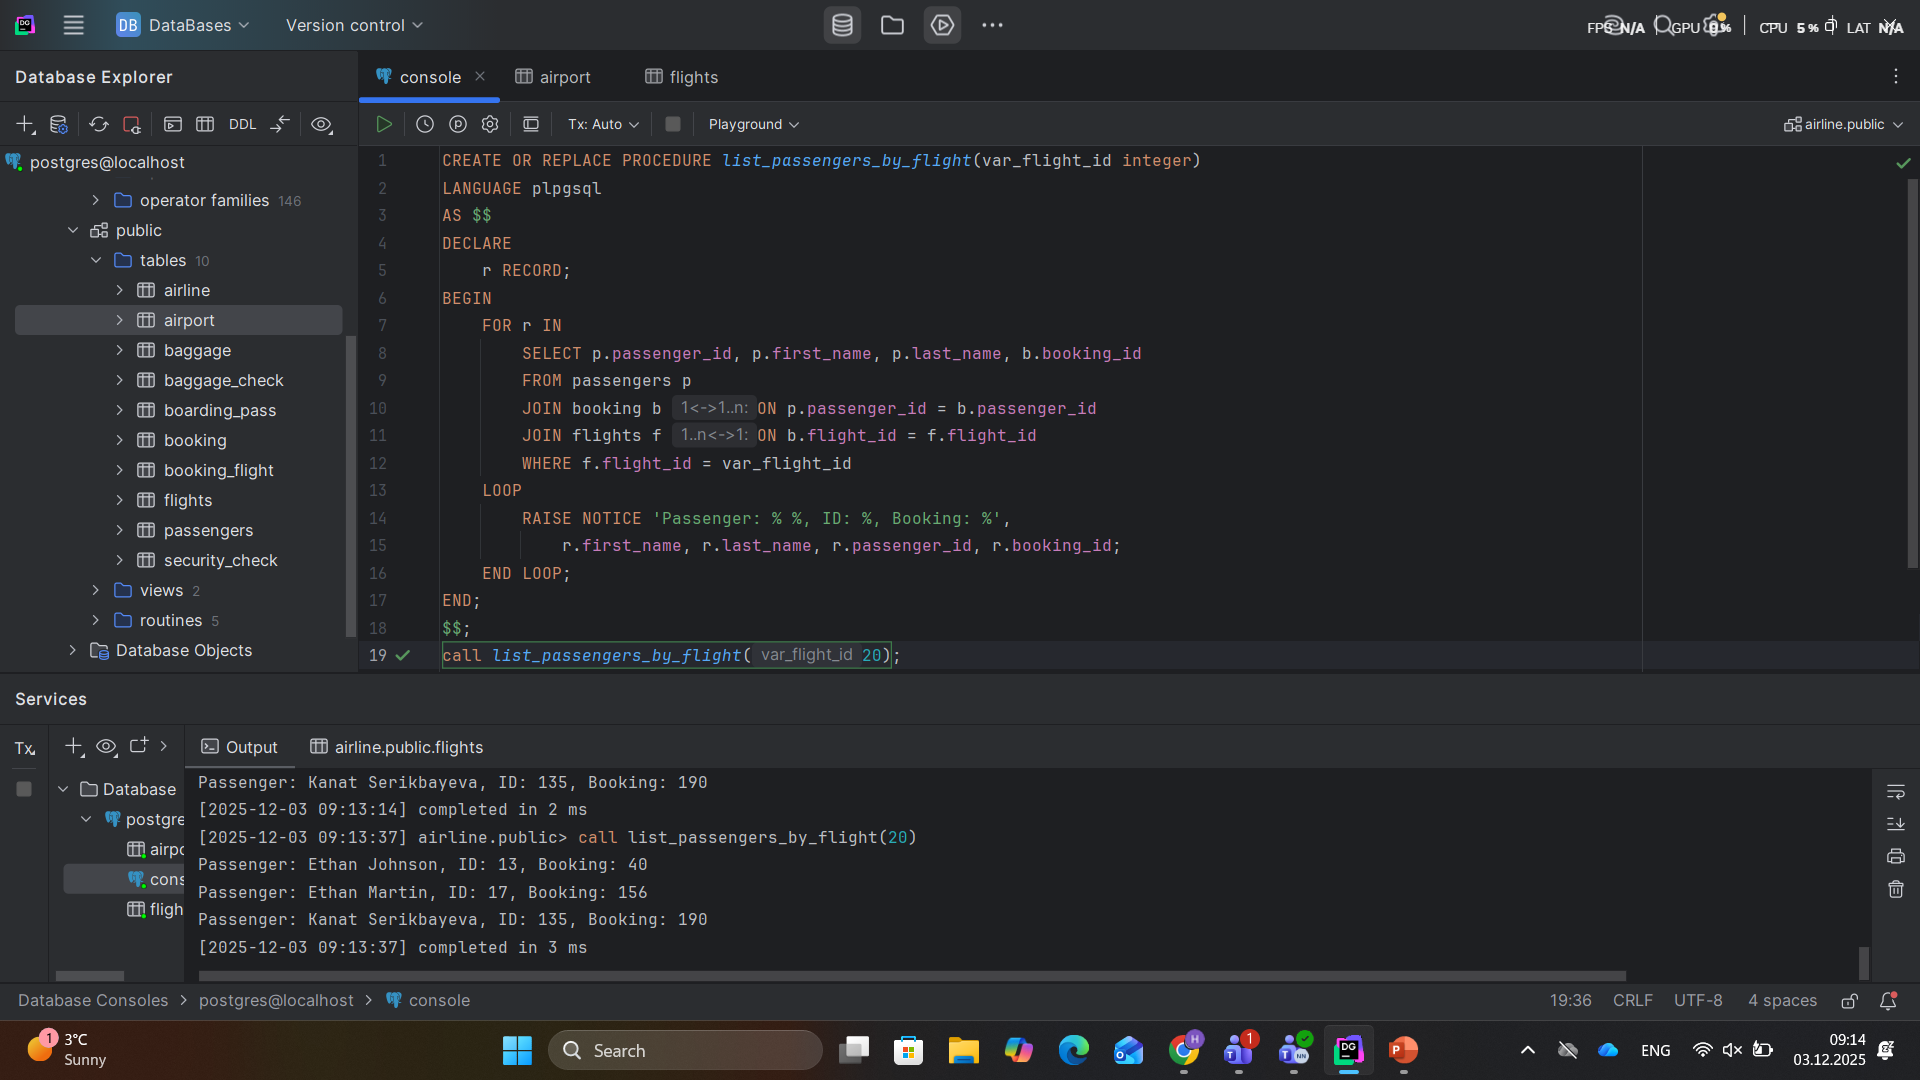 DB DataBases Version control
FPS N/A GPU 0% CPU 5% LAT N/A
Database Explorer
console airport flights
DDL
Tx: Auto Playground airline.public
postgres@localhost
operator families 146
public
tables 10
airline
airport
baggage
baggage_check
boarding_pass
booking
booking_flight
flights
passengers
security_check
views 2
routines 5
Database Objects
1 CREATE OR REPLACE PROCEDURE list_passengers_by_flight(var_flight_id integer)
2 LANGUAGE plpgsql
3 AS $$
4 DECLARE
5 r RECORD;
6 BEGIN
7 FOR r IN
8 SELECT p.passenger_id, p.first_name, p.last_name, b.booking_id
9 FROM passengers p
10 JOIN booking b 1<->1..n: ON p.passenger_id = b.passenger_id
11 JOIN flights f 1..n<->1: ON b.flight_id = f.flight_id
12 WHERE f.flight_id = var_flight_id
13 LOOP
14 RAISE NOTICE 'Passenger: % %, ID: %, Booking: %',
15 r.first_name, r.last_name, r.passenger_id, r.booking_id;
16 END LOOP;
17 END;
18 $$;
19 call list_passengers_by_flight( var_flight_id 20);
Services
Tx
Output airline.public.flights
Database
postgre
airpo
cons
fligh
Passenger: Kanat Serikbayeva, ID: 135, Booking: 190
[2025-12-03 09:13:14] completed in 2 ms
[2025-12-03 09:13:37] airline.public> call list_passengers_by_flight(20)
Passenger: Ethan Johnson, ID: 13, Booking: 40
Passenger: Ethan Martin, ID: 17, Booking: 156
Passenger: Kanat Serikbayeva, ID: 135, Booking: 190
[2025-12-03 09:13:37] completed in 3 ms
Database Consoles > postgres@localhost > console
19:36 CRLF UTF-8 4 spaces
1
3°C
Sunny
Search
H
1
NN
DG
P
ENG
09:14
03.12.2025